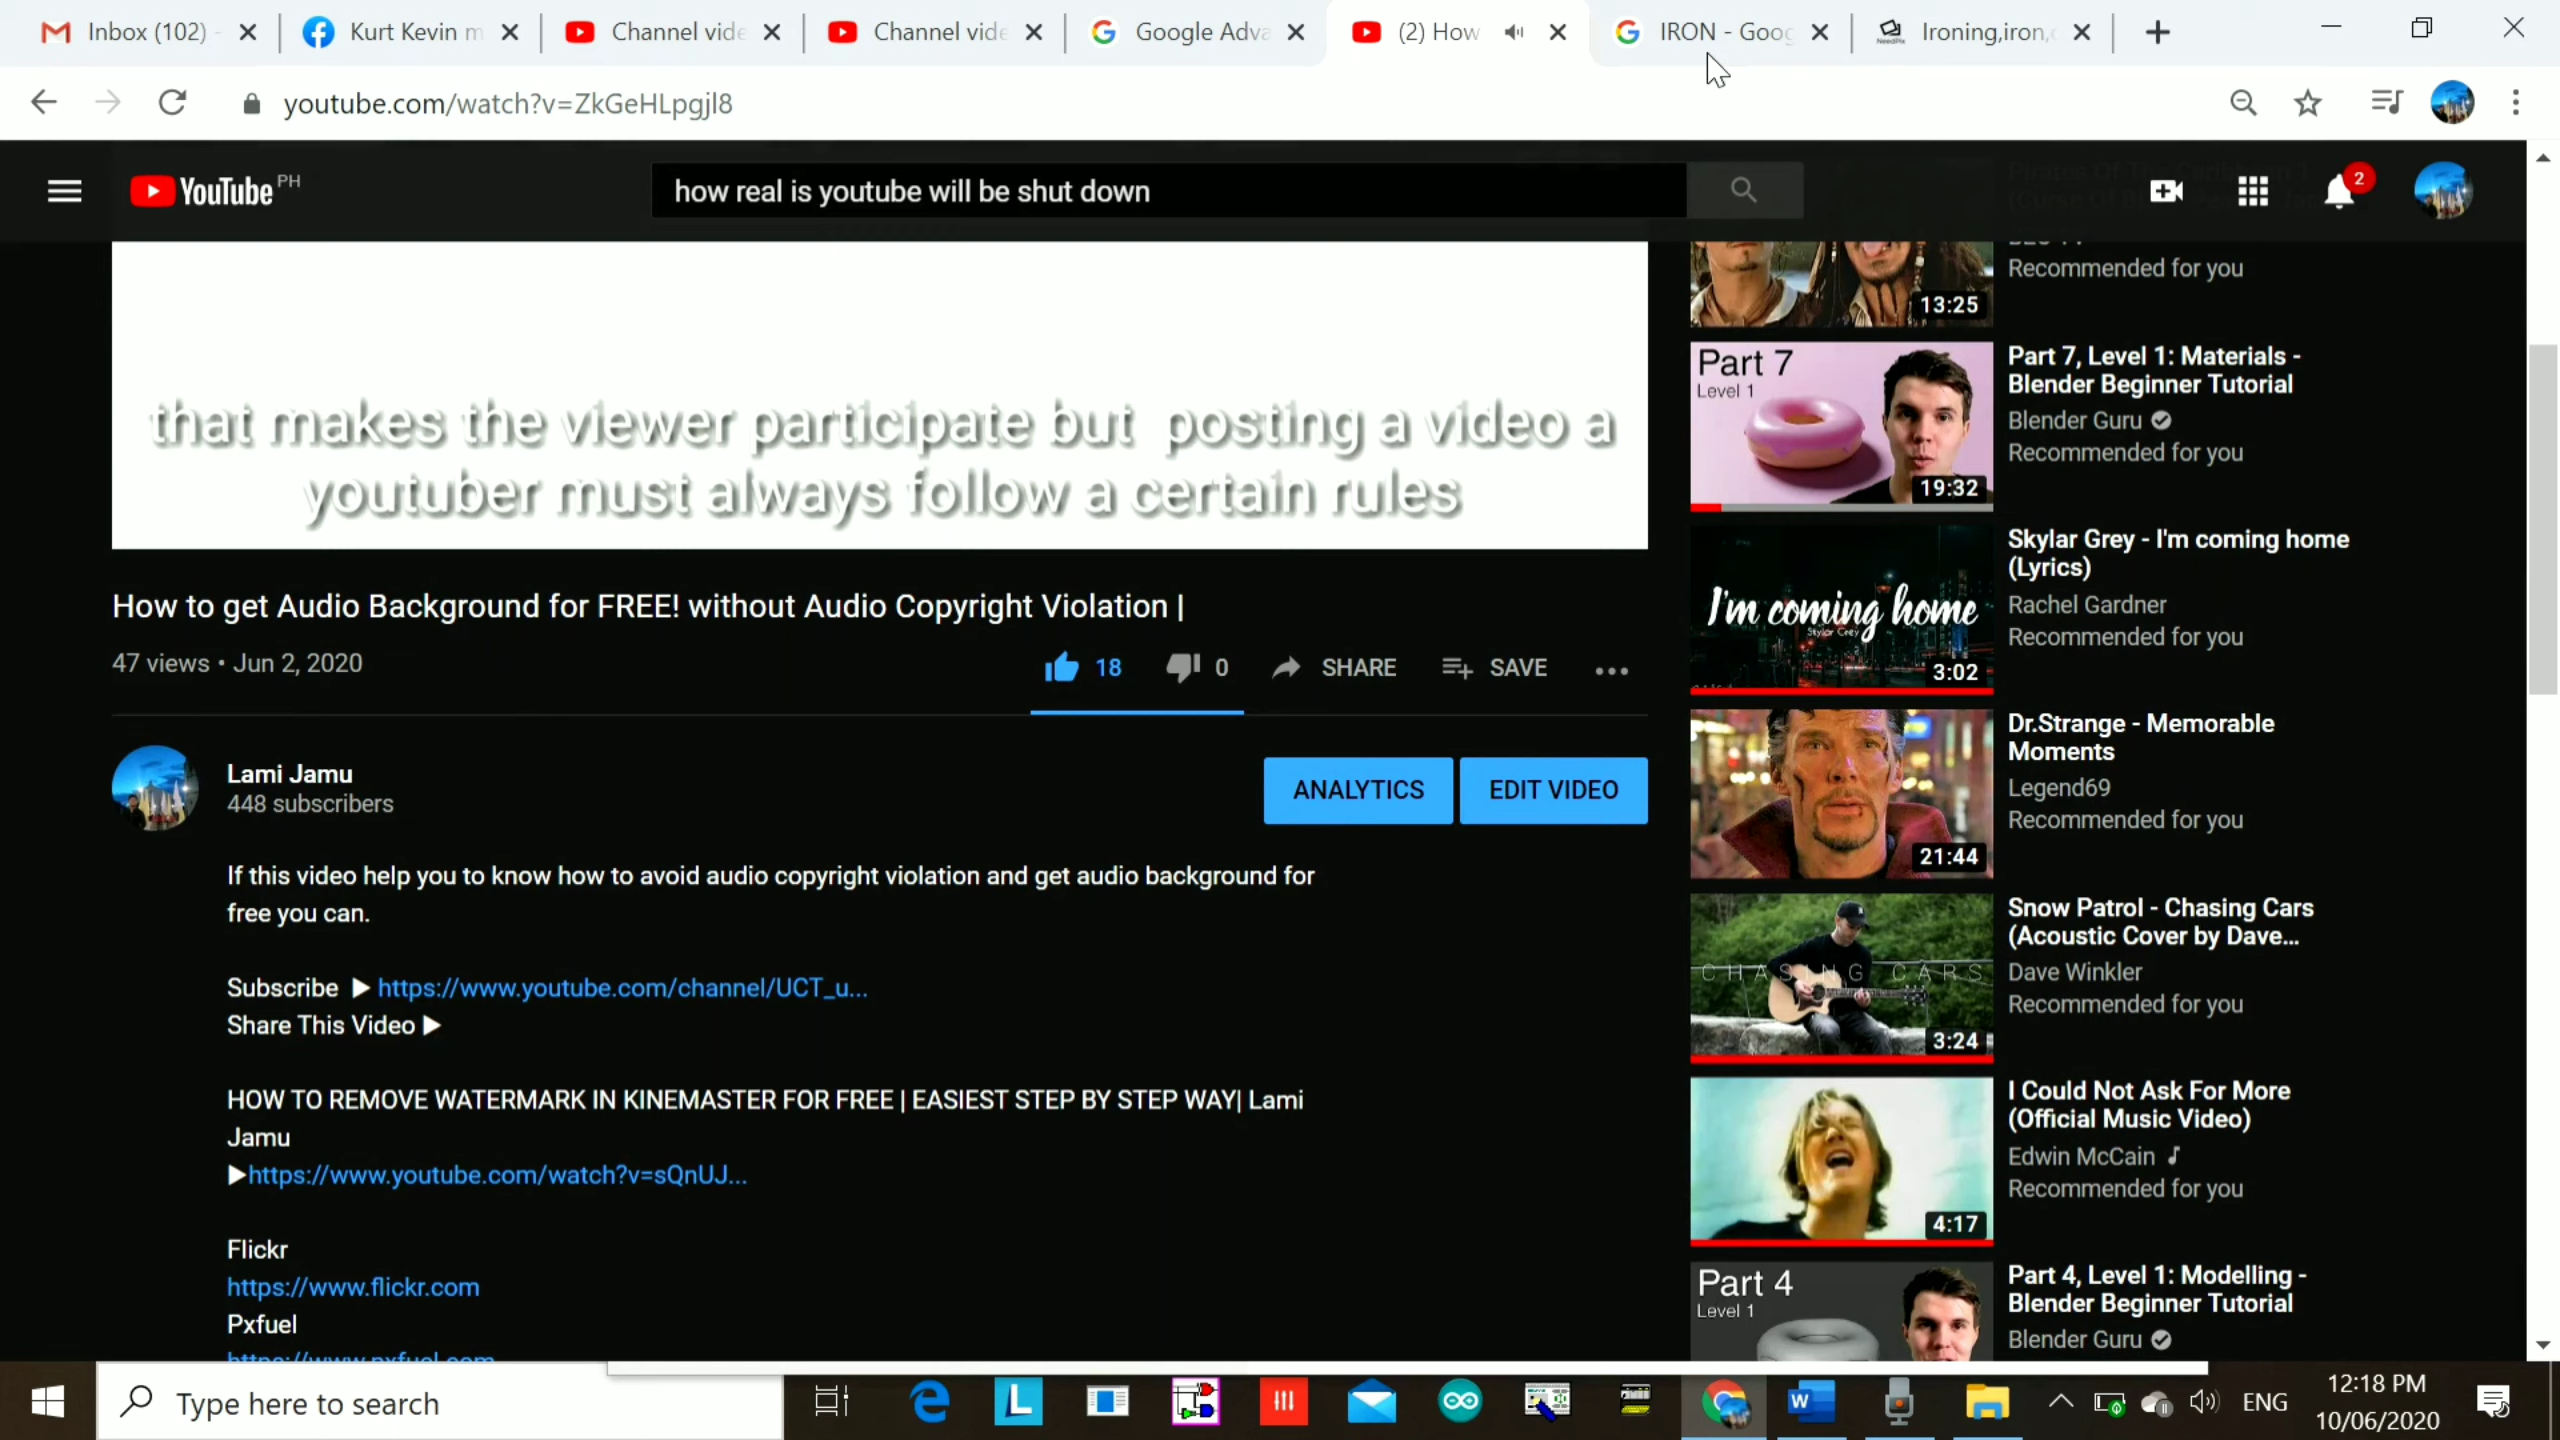 Inbox (102) -
Kurt Kevin m
Channel vide
Channel vide
Google Adva
(2) How
IRON - Goog
Ironing,iron,
youtube.com/watch?v=ZkGeHLpgjl8
YouTube PH
how real is youtube will be shut down
2
that makes the viewer participate but posting a video a
youtuber must always follow a certain rules
How to get Audio Background for FREE! without Audio Copyright Violation |
47 views • Jun 2, 2020
18
0
SHARE
SAVE
Lami Jamu
448 subscribers
ANALYTICS
EDIT VIDEO
If this video help you to know how to avoid audio copyright violation and get audio background for
free you can.
Subscribe ▶ https://www.youtube.com/channel/UCT_u...
Share This Video ▶
HOW TO REMOVE WATERMARK IN KINEMASTER FOR FREE | EASIEST STEP BY STEP WAY| Lami
Jamu
▶https://www.youtube.com/watch?v=sQnUJ...
Flickr
https://www.flickr.com
Pxfuel
https://www.pxfuel.com
Recommended for you
13:25
Part 7
Level 1
19:32
Part 7, Level 1: Materials -
Blender Beginner Tutorial
Blender Guru
Recommended for you
I'm coming home
Skylar Grey
3:02
Skylar Grey - I'm coming home
(Lyrics)
Rachel Gardner
Recommended for you
21:44
Dr.Strange - Memorable
Moments
Legend69
Recommended for you
CHASING CARS
3:24
Snow Patrol - Chasing Cars
(Acoustic Cover by Dave...
Dave Winkler
Recommended for you
4:17
I Could Not Ask For More
(Official Music Video)
Edwin McCain
Recommended for you
Part 4
Level 1
Part 4, Level 1: Modelling -
Blender Beginner Tutorial
Blender Guru
Type here to search
ENG
12:18 PM
10/06/2020